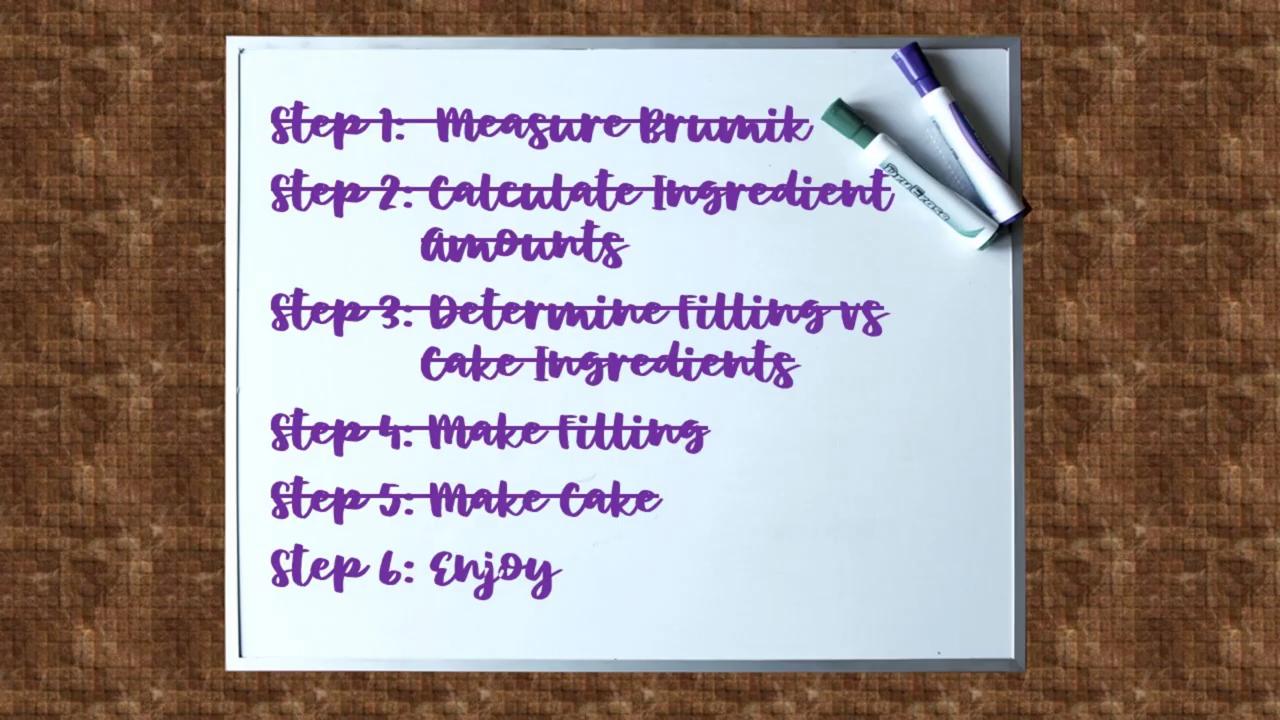 Step 1: Measure Brumik
Step 2: Calculate Ingredient
amounts
Step 3: Determine Filling vs
Cake Ingredients
Step 4: Make Filling
Step 5: Make Cake
Step 6: Enjoy